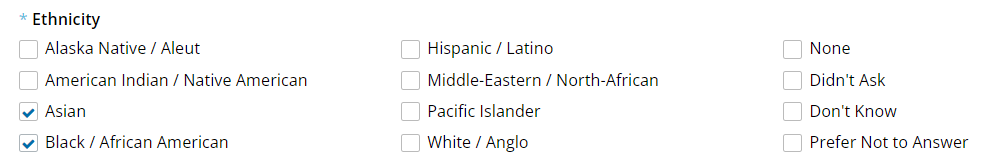 * Ethnicity
Alaska Native / Aleut
Hispanic / Latino
None
American Indian / Native American
Middle-Eastern / North-African
Didn't Ask
Asian
Pacific Islander
Don't Know
Black / African American
White / Anglo
Prefer Not to Answer